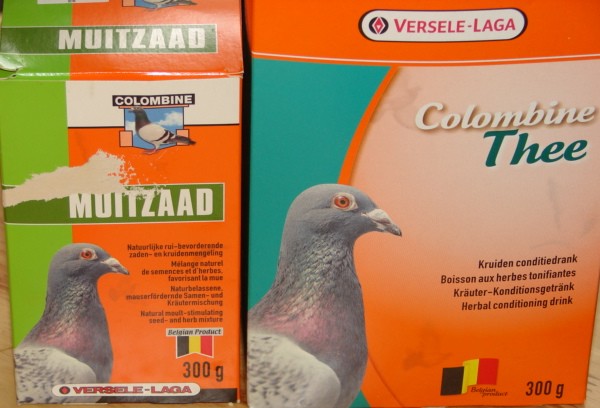 MUITZAAD
COLOMBINE
MUITZAAD
Natuurlijke rui-bevorderende
zaden- en kruidenmengeling
Mélange naturel
de semences et d'herbes,
favorisant la mue
Naturbelassene,
mauserfördernde Samen- und
Kräutermischung
Natural moult-stimulating
seed- and herb mixture
Belgian Product
300 g
VERSELE-LAGA
VERSELE-LAGA
Colombine
Thee
Kruiden conditiedrank
Boisson aux herbes tonifiantes
Kräuter-Konditionsgetränk
Herbal conditioning drink
Belgian
product
300 g